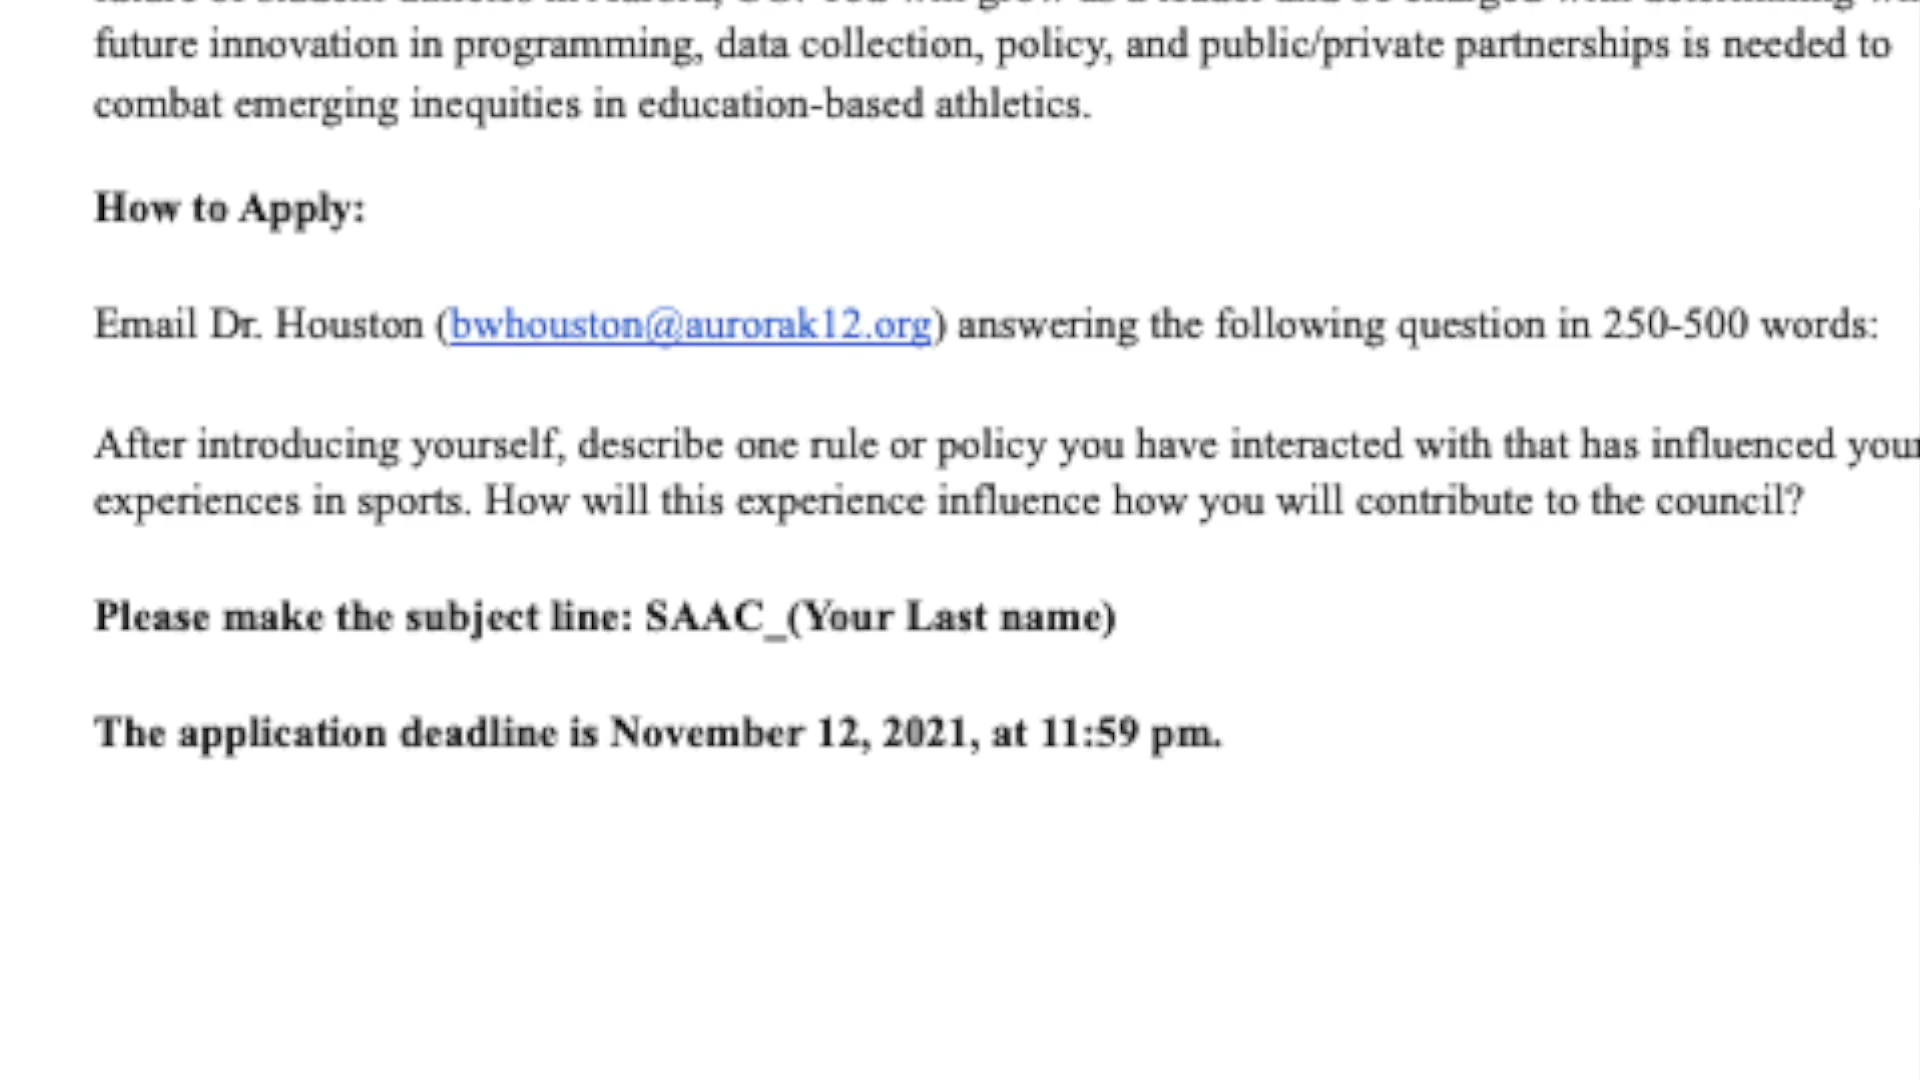 future innovation in programming, data collection, policy, and public/private partnerships is needed to
combat emerging inequities in education-based athletics.
How to Apply:
Email Dr. Houston (bwhouston@aurorak12.org) answering the following question in 250-500 words:
After introducing yourself, describe one rule or policy you have interacted with that has influenced your
experiences in sports. How will this experience influence how you will contribute to the council?
Please make the subject line: SAAC_(Your Last name)
The application deadline is November 12, 2021, at 11:59 pm.